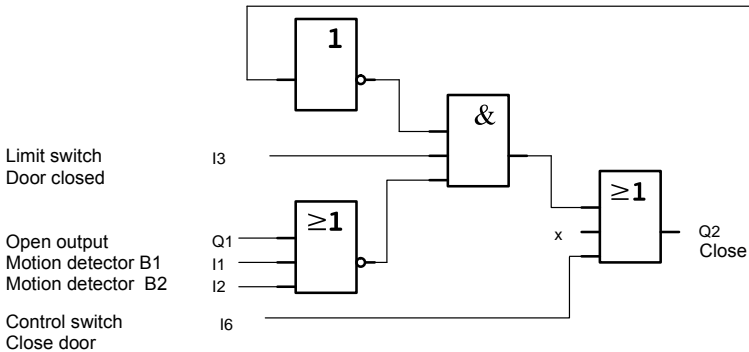 1
&
Limit switch I3
Door closed
≥1
≥1
x
Q2
Close
Open output Q1
Motion detector B1 I1
Motion detector B2 I2
Control switch I6
Close door